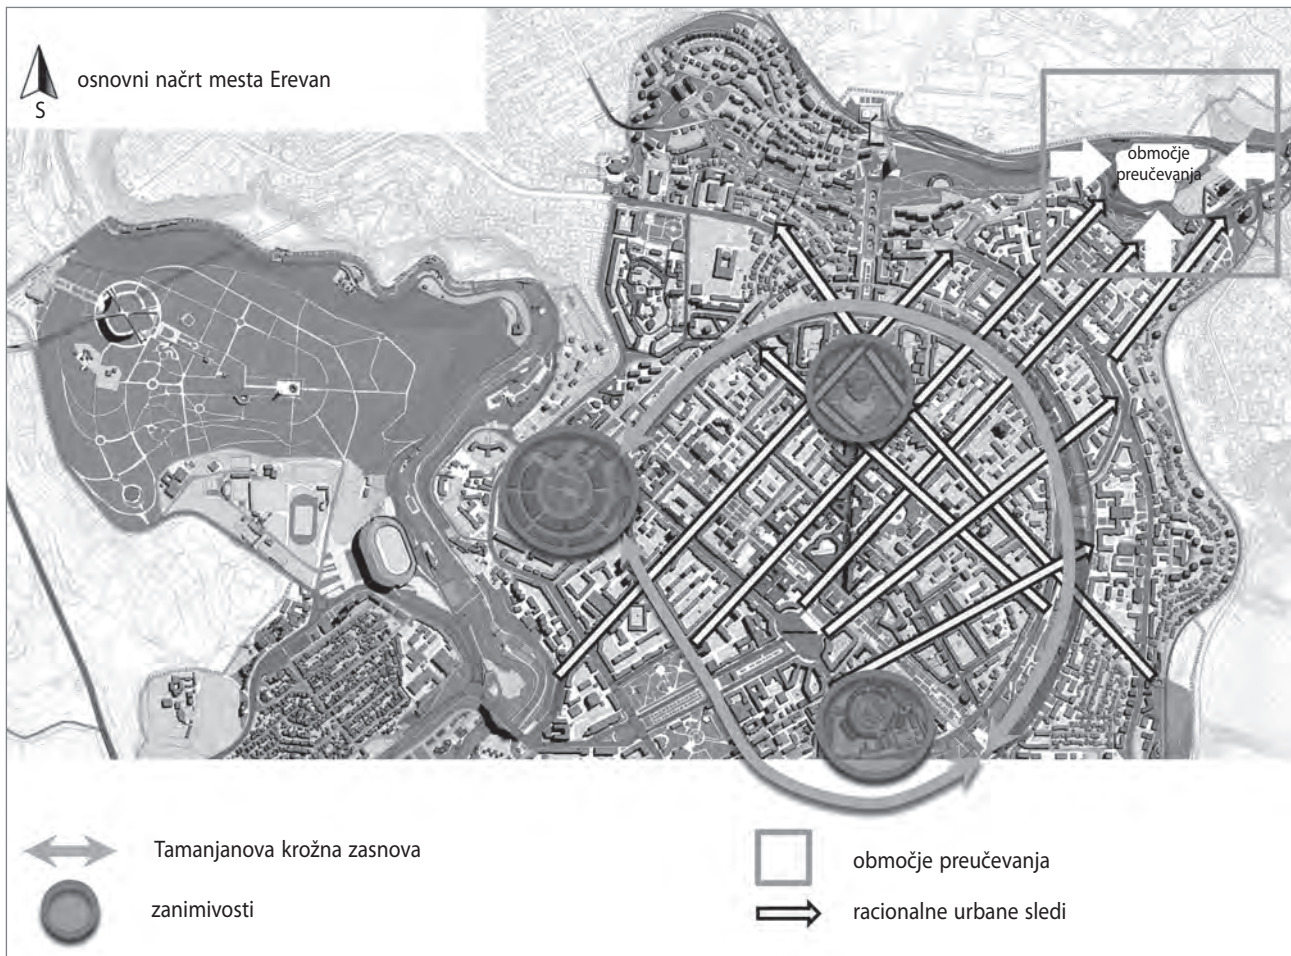 osnovni načrt mesta Erevan
S
območje
preučevanja
Tamanjanova krožna zasnova
zanimivosti
območje preučevanja
racionalne urbane sledi